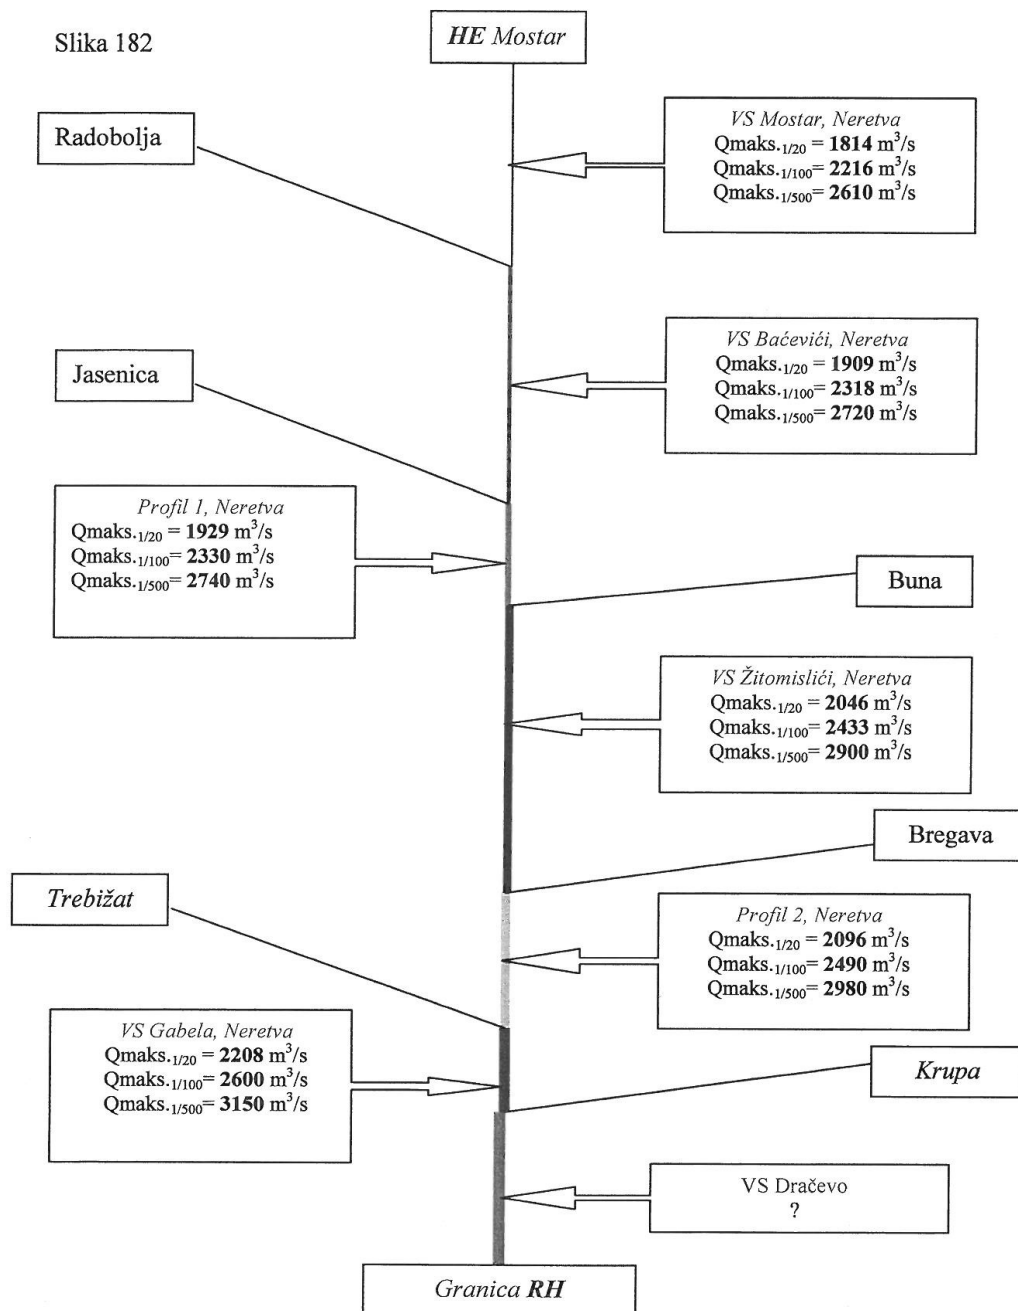 Slika 182
HE Mostar
Radobolja
VS Mostar, Neretva
Qmaks.1/20 = 1814 m³/s
Qmaks.1/100= 2216 m³/s
Qmaks.1/500= 2610 m³/s
VS Baćevići, Neretva
Qmaks.1/20 = 1909 m³/s
Qmaks.1/100= 2318 m³/s
Qmaks.1/500= 2720 m³/s
Jasenica
Profil 1, Neretva
Qmaks.1/20 = 1929 m³/s
Qmaks.1/100= 2330 m³/s
Qmaks.1/500= 2740 m³/s
Buna
VS Žitomislići, Neretva
Qmaks.1/20 = 2046 m³/s
Qmaks.1/100= 2433 m³/s
Qmaks.1/500= 2900 m³/s
Bregava
Trebižat
Profil 2, Neretva
Qmaks.1/20 = 2096 m³/s
Qmaks.1/100= 2490 m³/s
Qmaks.1/500= 2980 m³/s
VS Gabela, Neretva
Qmaks.1/20 = 2208 m³/s
Qmaks.1/100= 2600 m³/s
Qmaks.1/500= 3150 m³/s
Krupa
VS Dračevo
?
Granica RH